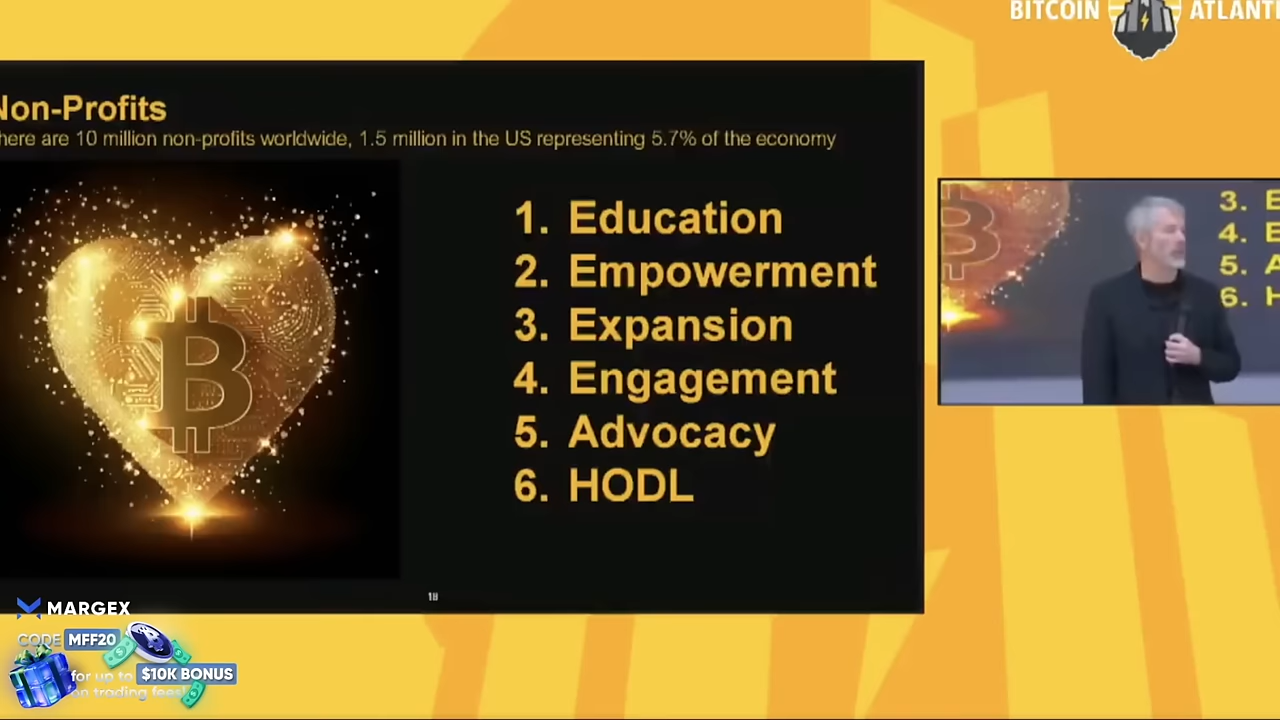 BITCOIN ATLANTI
Non-Profits
here are 10 million non-profits worldwide, 1.5 million in the US representing 5.7% of the economy
1. Education
2. Empowerment
3. Expansion
4. Engagement
5. Advocacy
6. HODL
3. E
4. E
5. A
6. H
18
MARGEX
CODE MFF20
for up to $10K BONUS
on trading fees!